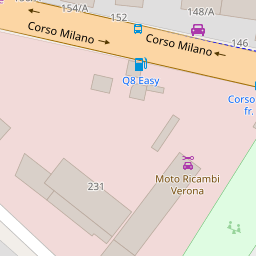 154/A
152
148/A
Corso Milano
Corso Milano
146
Q8 Easy
Corso
fr.
Moto Ricambi
Verona
231